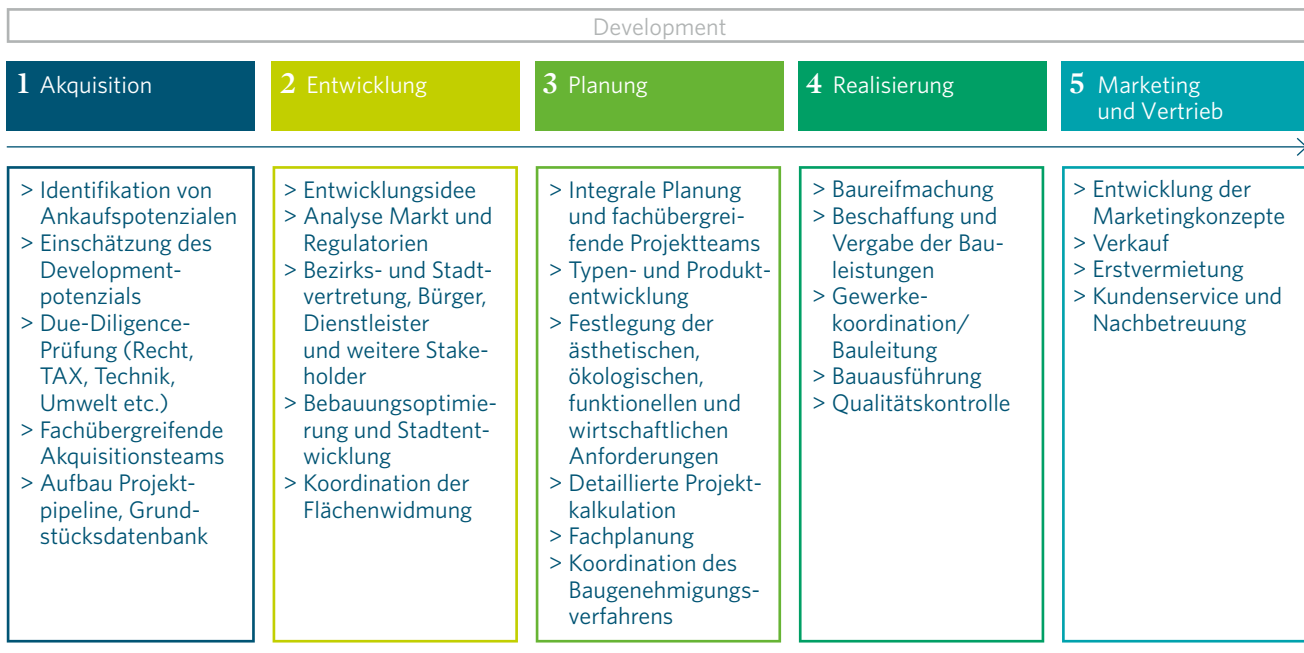 Development
1 Akquisition
2 Entwicklung
3 Planung
4 Realisierung
5 Marketing
und Vertrieb
> Identifikation von
Ankaufspotenzialen
> Einschätzung des
Development-
potenzials
> Due-Diligence-
Prüfung (Recht,
TAX, Technik,
Umwelt etc.)
> Fachübergreifende
Akquisitionsteams
> Aufbau Projekt-
pipeline, Grund-
stücksdatenbank
> Entwicklungsidee
> Analyse Markt und
Regulatorien
> Bezirks- und Stadt-
vertretung, Bürger,
Dienstleister
und weitere Stake-
holder
> Bebauungsoptimie-
rung und Stadtent-
wicklung
> Koordination der
Flächenwidmung
> Integrale Planung
und fachübergrei-
fende Projektteams
> Typen- und Produkt-
entwicklung
> Festlegung der
ästhetischen,
ökologischen,
funktionellen und
wirtschaftlichen
Anforderungen
> Detaillierte Projekt-
kalkulation
> Fachplanung
> Koordination des
Baugenehmigungs-
verfahrens
> Baureifmachung
> Beschaffung und
Vergabe der Bau-
leistungen
> Gewerke-
koordination/
Bauleitung
> Bauausführung
> Qualitätskontrolle
> Entwicklung der
Marketingkonzepte
> Verkauf
> Erstvermietung
> Kundenservice und
Nachbetreuung